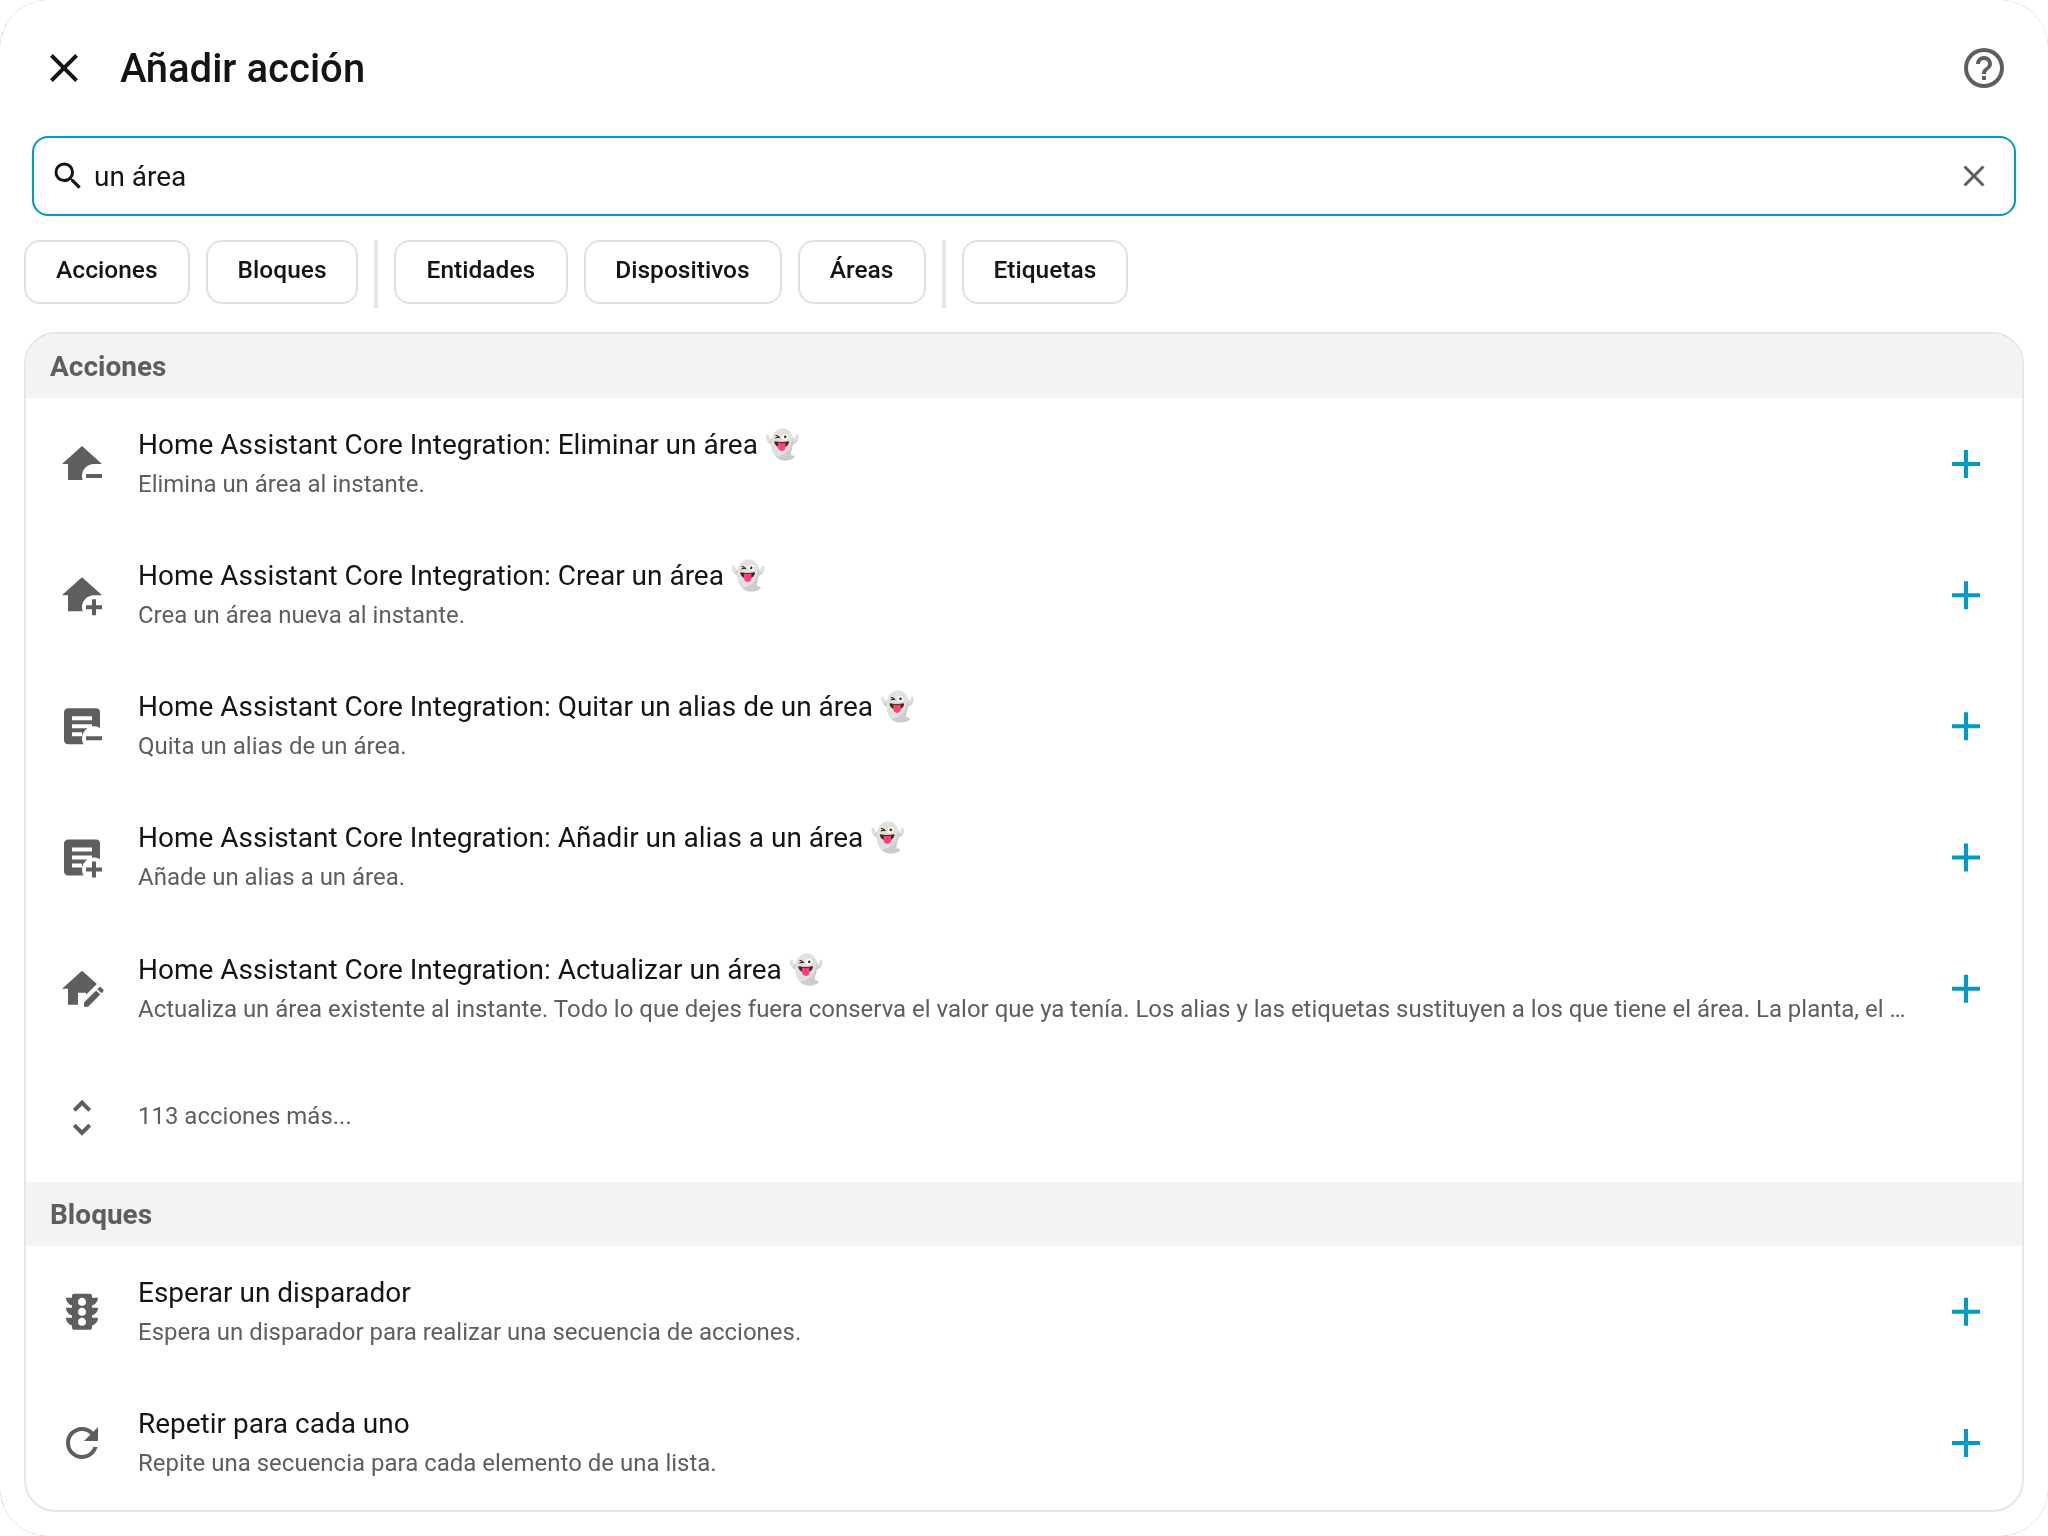 Añadir acción
un área
Acciones
Bloques
Entidades
Dispositivos
Áreas
Etiquetas
Acciones
Home Assistant Core Integration: Eliminar un área 👻
Elimina un área al instante.
Home Assistant Core Integration: Crear un área 👻
Crea un área nueva al instante.
Home Assistant Core Integration: Quitar un alias de un área 👻
Quita un alias de un área.
Home Assistant Core Integration: Añadir un alias a un área 👻
Añade un alias a un área.
Home Assistant Core Integration: Actualizar un área 👻
Actualiza un área existente al instante. Todo lo que dejes fuera conserva el valor que ya tenía. Los alias y las etiquetas sustituyen a los que tiene el área. La planta, el ...
113 acciones más...
Bloques
Esperar un disparador
Espera un disparador para realizar una secuencia de acciones.
Repetir para cada uno
Repite una secuencia para cada elemento de una lista.